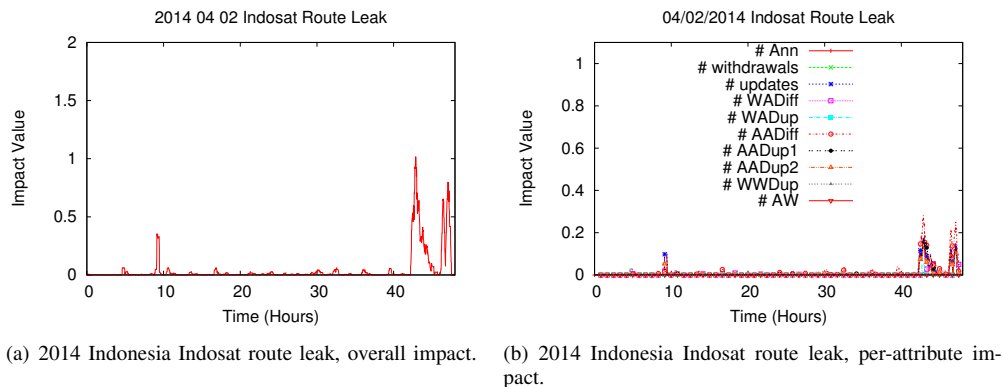 2014 04 02 Indosat Route Leak
2
1.5
1
0.5
0
Impact Value
0 10 20 30 40
Time (Hours)
(a) 2014 Indonesia Indosat route leak, overall impact.
04/02/2014 Indosat Route Leak
1
0.8
0.6
0.4
0.2
0
Impact Value
# Ann
# withdrawals
# updates
# WADiff
# WADup
# AADiff
# AADup1
# AADup2
# WWDup
# AW
0 10 20 30 40
Time (Hours)
(b) 2014 Indonesia Indosat route leak, per-attribute im-
pact.